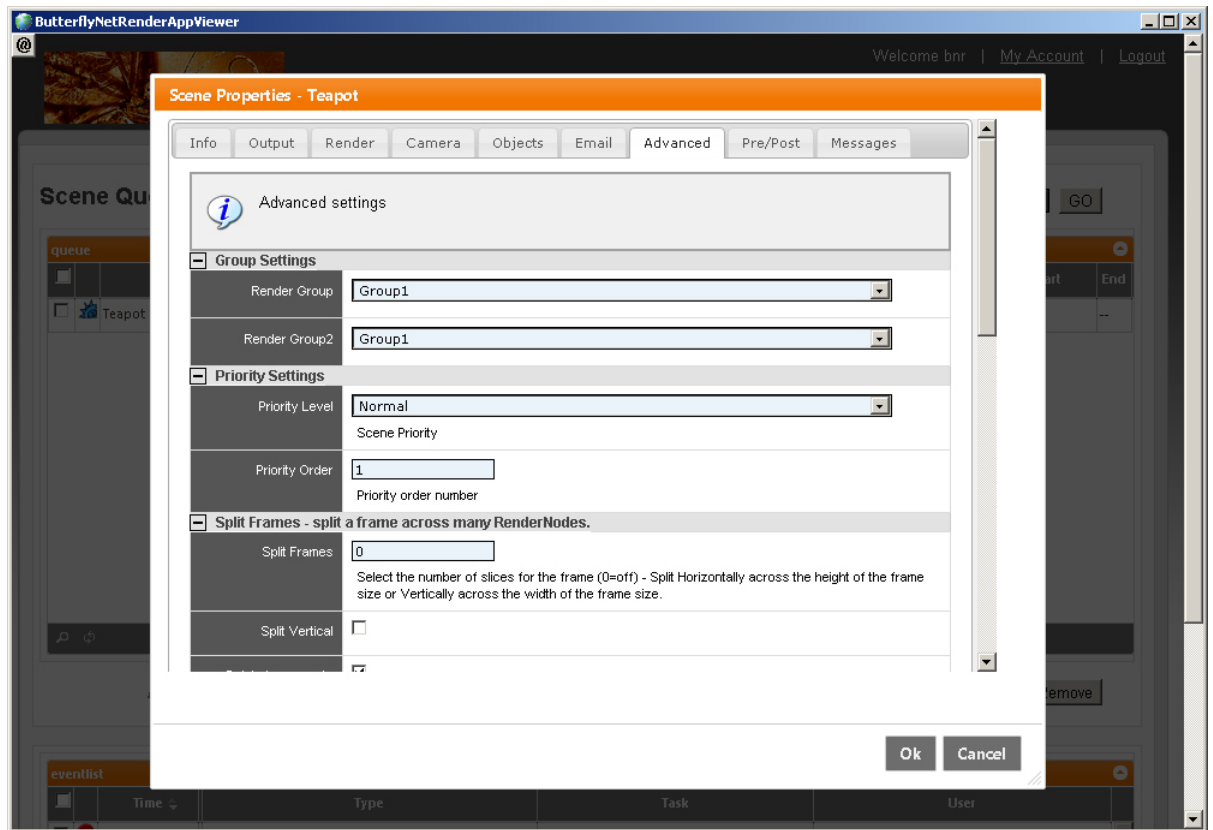 ButterflyNetRenderAppViewer
@
Welcome bnr | My Account | Logout
Scene Properties - Teapot
Info Output Render Camera Objects Email Advanced Pre/Post Messages
Scene Qu
GO
Advanced settings
queue
Group Settings
End
Render Group Group1
Teapot
--
Render Group2 Group1
Priority Settings
Priority Level Normal
Scene Priority
Priority Order 1
Priority order number
Split Frames - split a frame across many RenderNodes.
Split Frames 0
Select the number of slices for the frame (0=off) - Split Horizontally across the height of the frame
size or Vertically across the width of the frame size.
Split Vertical
emove
Ok Cancel
eventlist
Time Type Task User